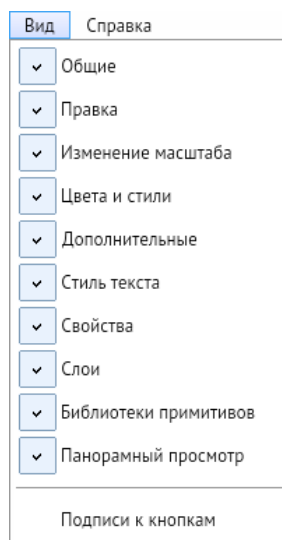 Вид Справка
Общие
Правка
Изменение масштаба
Цвета и стили
Дополнительные
Стиль текста
Свойства
Слои
Библиотеки примитивов
Панорамный просмотр
Подписи к кнопкам